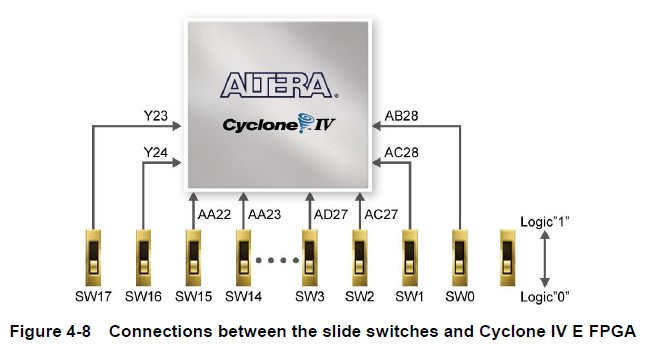 ALTERA®
Cyclone IV
Y23
AB28
Y24
AC28
AA22
AA23
AD27
AC27
Logic"1"
SW17
SW16
SW15
SW14
SW3
SW2
SW1
SW0
Logic"0"
Figure 4-8 Connections between the slide switches and Cyclone IV E FPGA